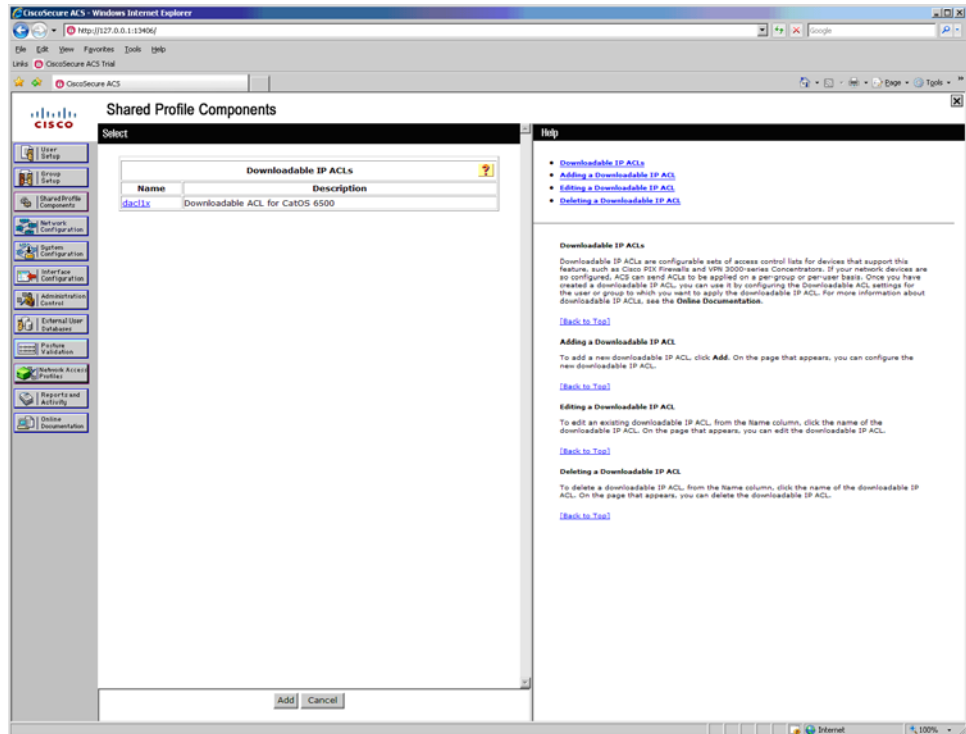 CiscoSecure ACS - Windows Internet Explorer
http://127.0.0.1:13406/
Google
File Edit View Favorites Tools Help
Links CiscoSecure ACS Trial
CiscoSecure ACS
Page Tools
CISCO
Shared Profile Components
Select
Help
User Setup
Group Setup
Shared Profile Components
Network Configuration
System Configuration
Interface Configuration
Administration Control
External User Databases
Posture Validation
Network Access Profiles
Reports and Activity
Online Documentation
Downloadable IP ACLs
?
Name Description
dacl1x Downloadable ACL for CatOS 6500
Add Cancel
Downloadable IP ACLs
Adding a Downloadable IP ACL
Editing a Downloadable IP ACL
Deleting a Downloadable IP ACL
Downloadable IP ACLs
Downloadable IP ACLs are configurable sets of access control lists for devices that support this
feature, such as Cisco PIX Firewalls and VPN 3000-series Concentrators. If your network devices are
so configured, ACS can send ACLs to be applied on a per-group or per-user basis. Once you have
created a downloadable IP ACL, you can use it by configuring the Downloadable ACL settings for
the user or group to which you want to apply the downloadable IP ACL. For more information about
downloadable IP ACLs, see the Online Documentation.
[Back to Top]
Adding a Downloadable IP ACL
To add a new downloadable IP ACL, click Add. On the page that appears, you can configure the
new downloadable IP ACL.
[Back to Top]
Editing a Downloadable IP ACL
To edit an existing downloadable IP ACL, from the Name column, click the name of the
downloadable IP ACL. On the page that appears, you can edit the downloadable IP ACL.
[Back to Top]
Deleting a Downloadable IP ACL
To delete a downloadable IP ACL, from the Name column, click the name of the downloadable IP
ACL. On the page that appears, you can delete the downloadable IP ACL.
[Back to Top]
Internet
100%